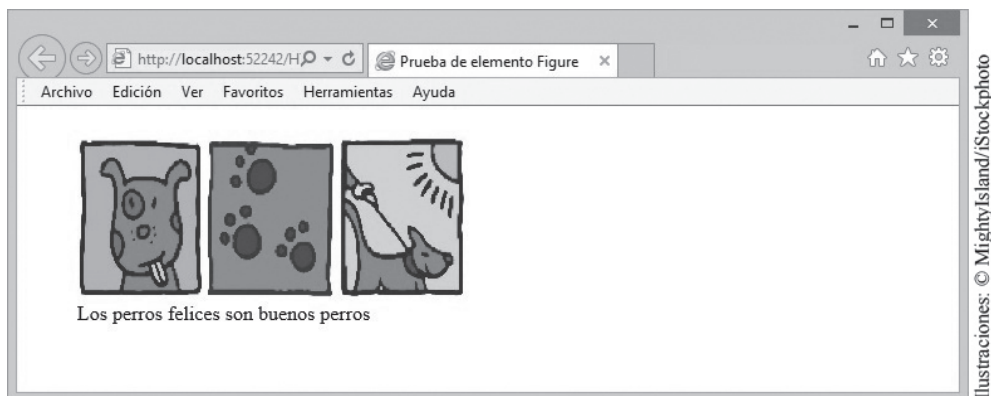 http://localhost:52242/H
Prueba de elemento Figure
Archivo Edición Ver Favoritos Herramientas Ayuda
Los perros felices son buenos perros
Ilustraciones: © MightyIsland/iStockphoto